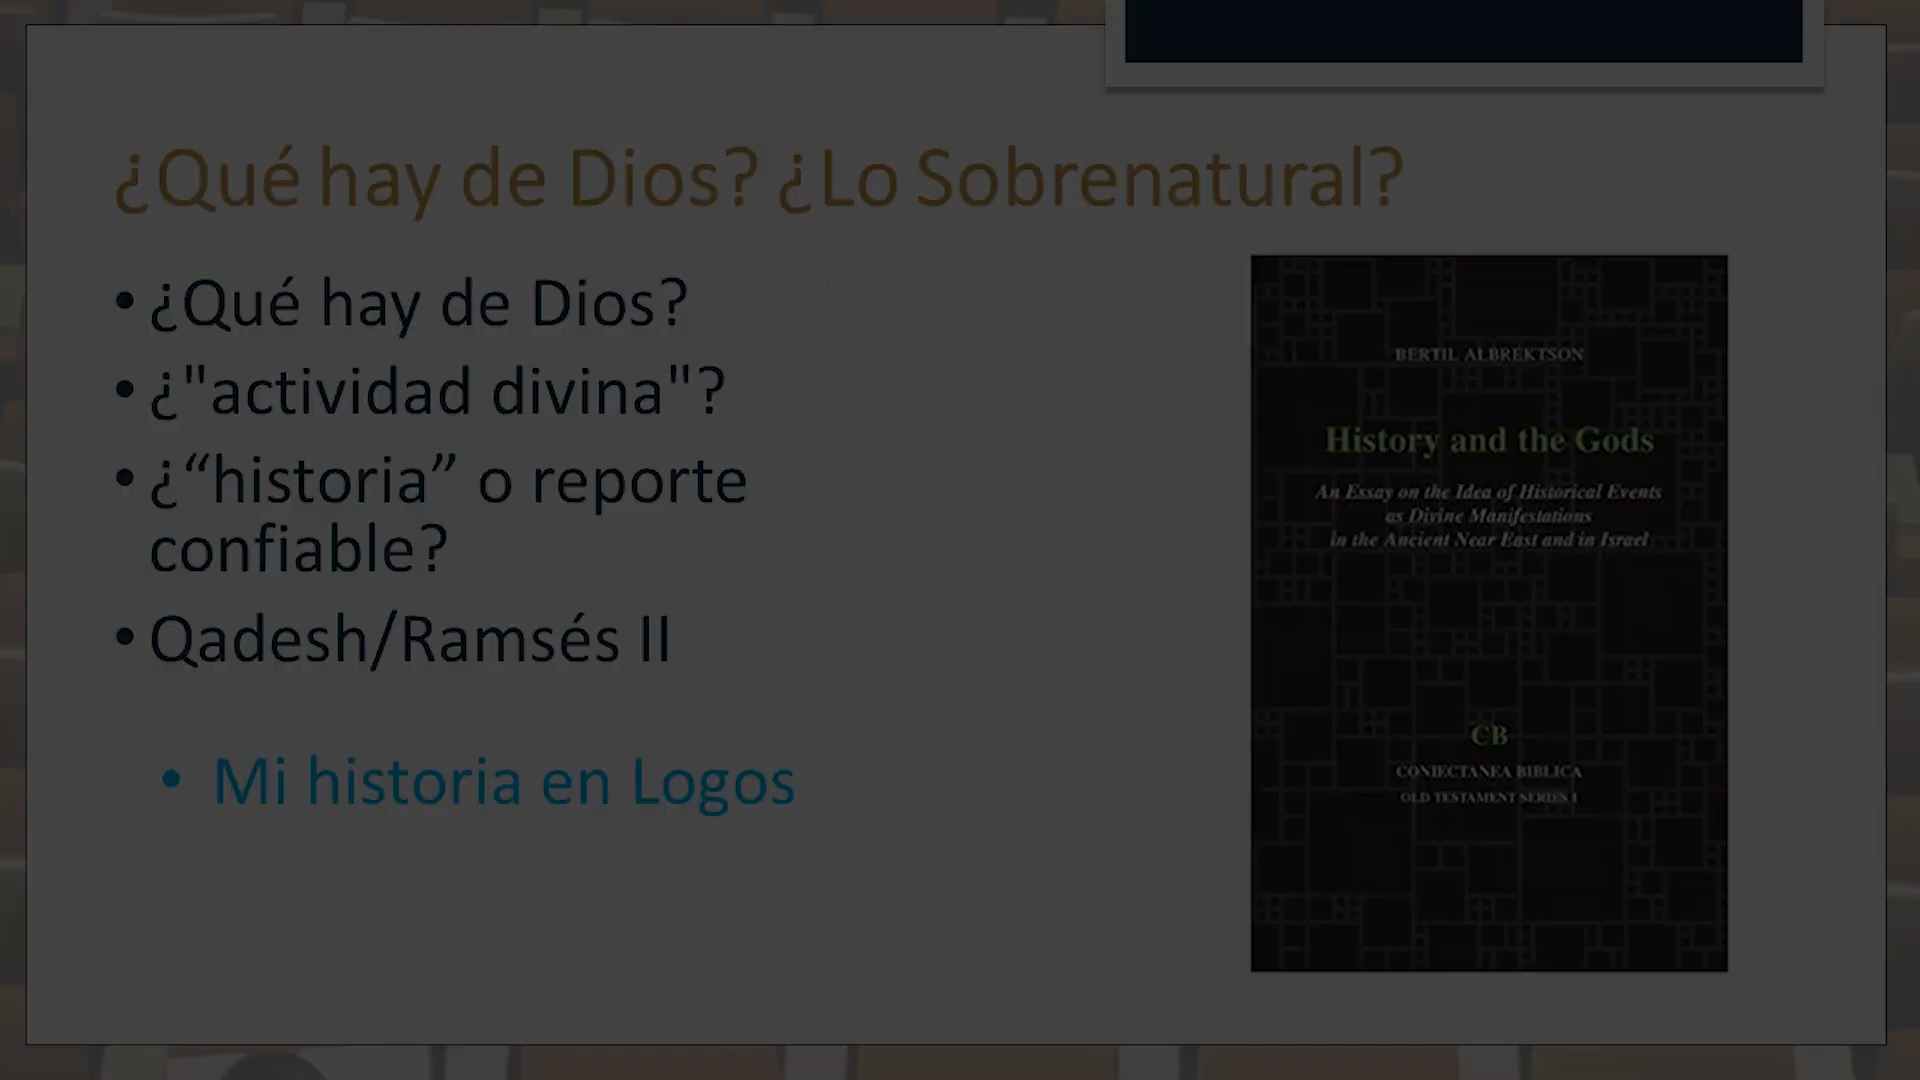 ¿Qué hay de Dios? ¿Lo Sobrenatural?
• ¿Qué hay de Dios?
• ¿"actividad divina"?
• ¿“historia” o reporte
confiable?
• Qadesh/Ramsés II
• Mi historia en Logos
BERTIL ALBREKTSON
History and the Gods
An Essay on the Idea of Historical Events
as Divine Manifestations
in the Ancient Near East and in Israel
CB
CONIECTANEA BIBLICA
OLD TESTAMENT SERIES 1